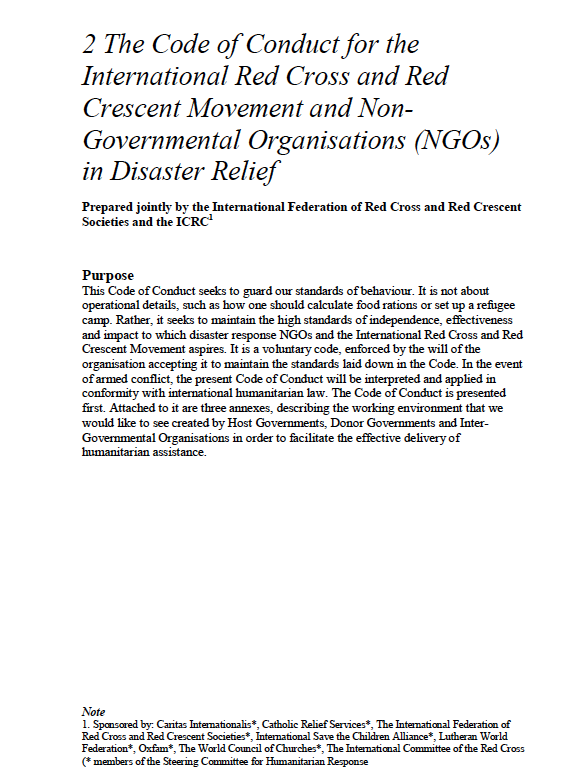 2 The Code of Conduct for the
International Red Cross and Red
Crescent Movement and Non-
Governmental Organisations (NGOs)
in Disaster Relief
Prepared jointly by the International Federation of Red Cross and Red Crescent
Societies and the ICRC1
Purpose
This Code of Conduct seeks to guard our standards of behaviour. It is not about
operational details, such as how one should calculate food rations or set up a refugee
camp. Rather, it seeks to maintain the high standards of independence, effectiveness
and impact to which disaster response NGOs and the International Red Cross and Red
Crescent Movement aspires. It is a voluntary code, enforced by the will of the
organisation accepting it to maintain the standards laid down in the Code. In the event
of armed conflict, the present Code of Conduct will be interpreted and applied in
conformity with international humanitarian law. The Code of Conduct is presented
first. Attached to it are three annexes, describing the working environment that we
would like to see created by Host Governments, Donor Governments and Inter-
Governmental Organisations in order to facilitate the effective delivery of
humanitarian assistance.
Note
1. Sponsored by: Caritas Internationalis*, Catholic Relief Services*, The International Federation of
Red Cross and Red Crescent Societies*, International Save the Children Alliance*, Lutheran World
Federation*, Oxfam*, The World Council of Churches*, The International Committee of the Red Cross
(* members of the Steering Committee for Humanitarian Response